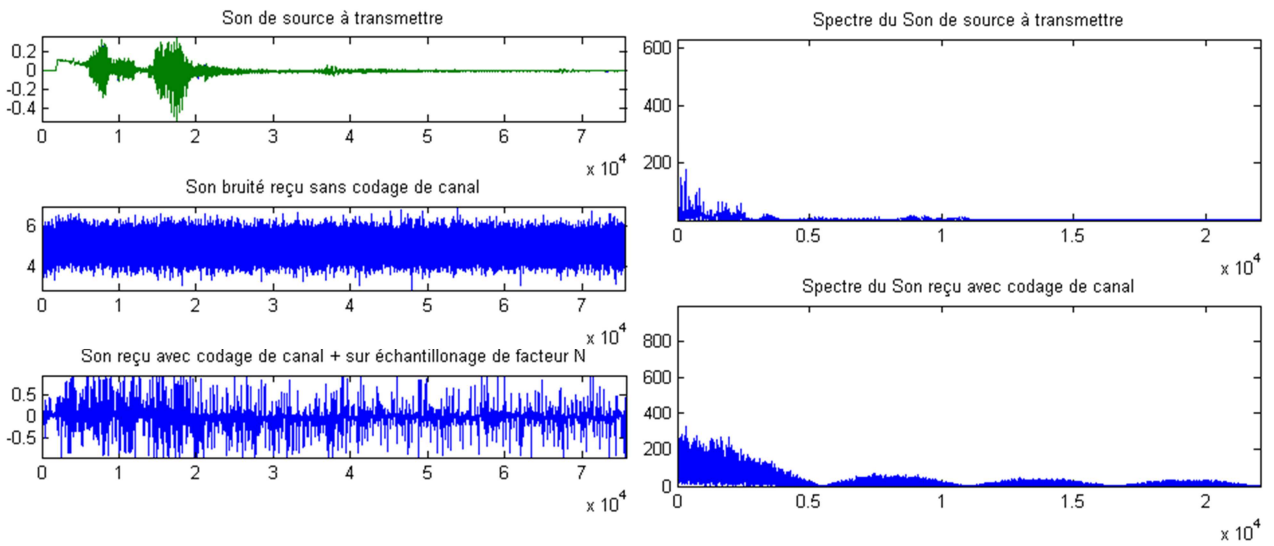 Son de source à transmettre
0.2
0
-0.2
-0.4
0 1 2 3 4 5 6 7
x 10^4
Son bruité reçu sans codage de canal
6
4
0 1 2 3 4 5 6 7
x 10^4
Son reçu avec codage de canal + sur échantillonage de facteur N
0.5
0
-0.5
0 1 2 3 4 5 6 7
x 10^4
Spectre du Son de source à transmettre
600
400
200
0 0.5 1 1.5 2
x 10^4
Spectre du Son reçu avec codage de canal
800
600
400
200
0
0 0.5 1 1.5 2
x 10^4